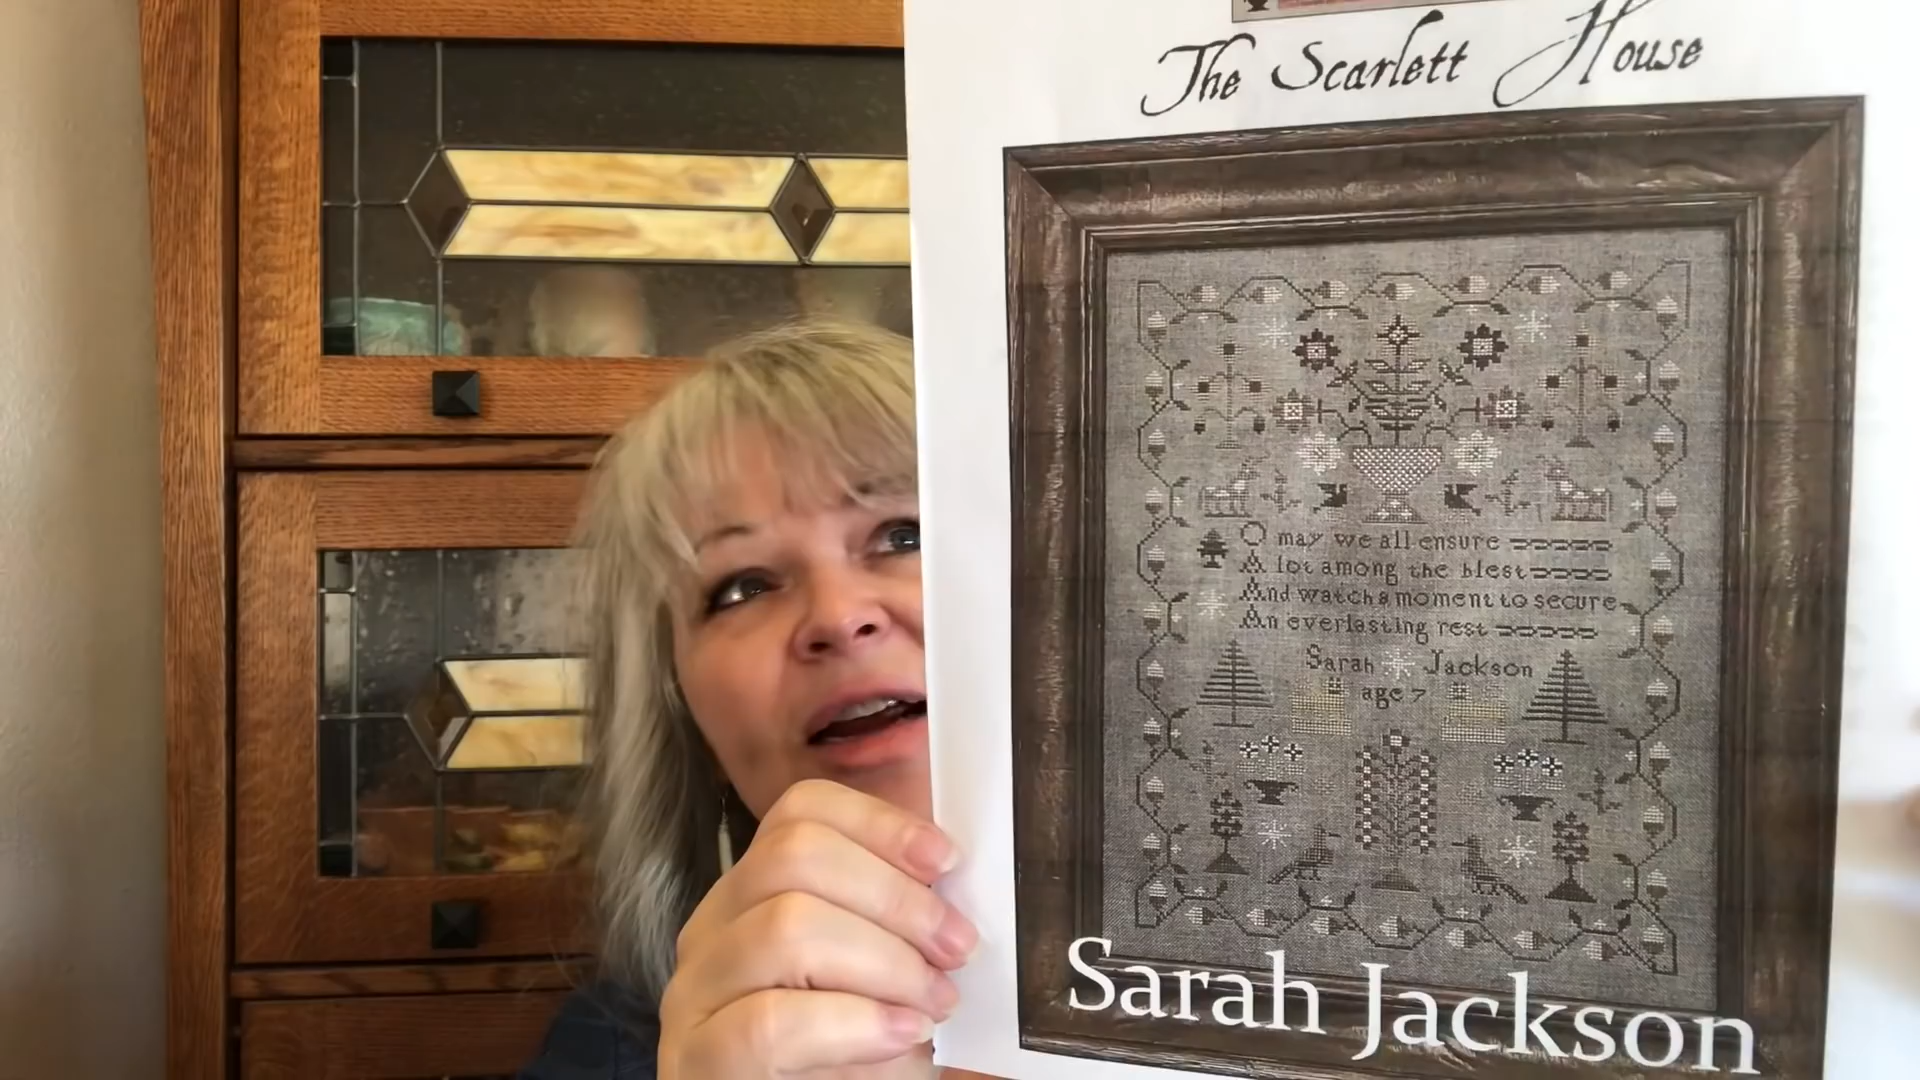 The Scarlett House
O may we all ensure
A lot among the blest
And watch a moment to secure
An everlasting rest
Sarah Jackson
age 7
Sarah Jackson